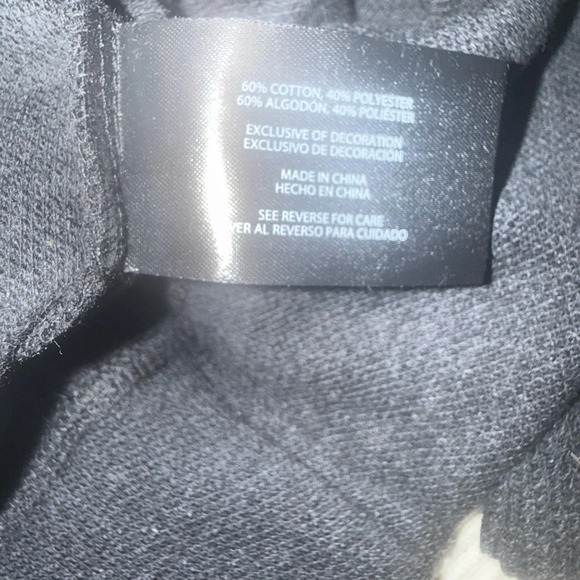 60% COTTON, 40% POLYESTER
60% ALGODÓN, 40% POLIÉSTER
EXCLUSIVE OF DECORATION
EXCLUSIVO DE DECORACIÓN
MADE IN CHINA
HECHO EN CHINA
SEE REVERSE FOR CARE
VER AL REVERSO PARA CUIDADO